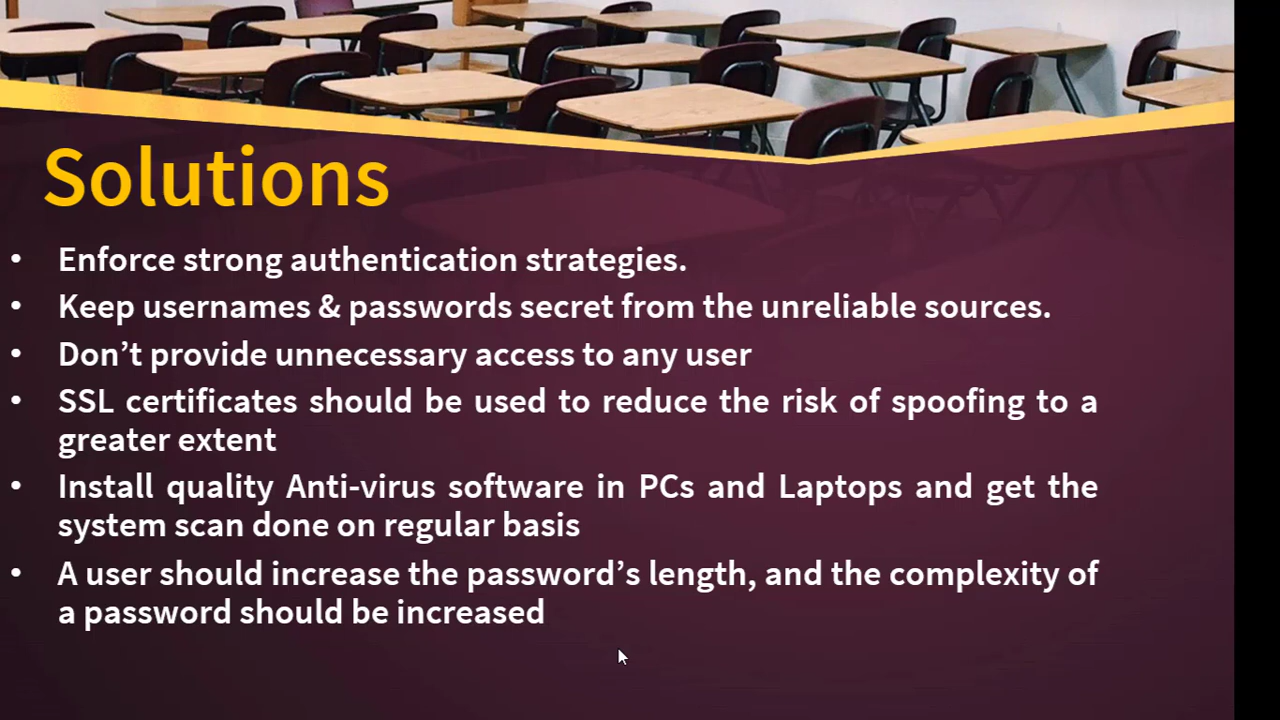 Solutions
• Enforce strong authentication strategies.
• Keep usernames & passwords secret from the unreliable sources.
• Don’t provide unnecessary access to any user
• SSL certificates should be used to reduce the risk of spoofing to a
greater extent
• Install quality Anti-virus software in PCs and Laptops and get the
system scan done on regular basis
• A user should increase the password’s length, and the complexity of
a password should be increased